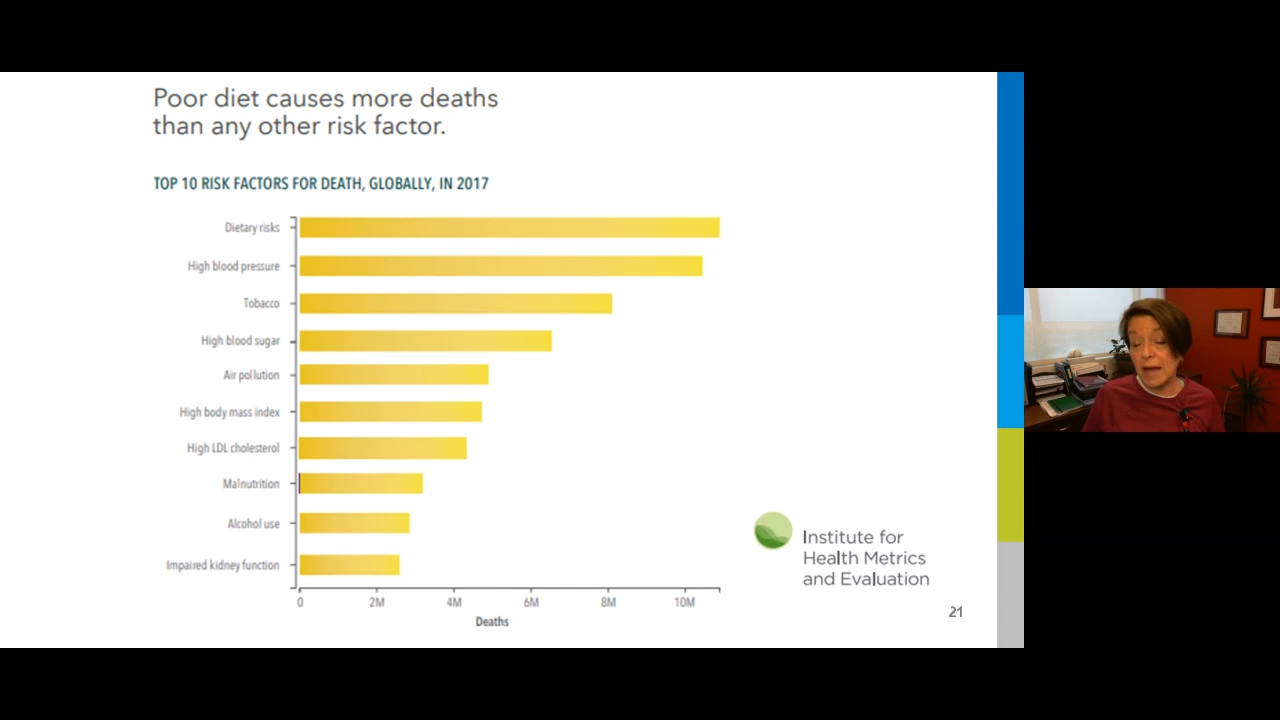 Poor diet causes more deaths
than any other risk factor.
TOP 10 RISK FACTORS FOR DEATH, GLOBALLY, IN 2017
Dietary risks
High blood pressure
Tobacco
High blood sugar
Air pollution
High body mass index
High LDL cholesterol
Malnutrition
Alcohol use
Impaired kidney function
0 2M 4M 6M 8M 10M
Deaths
Institute for
Health Metrics
and Evaluation
21